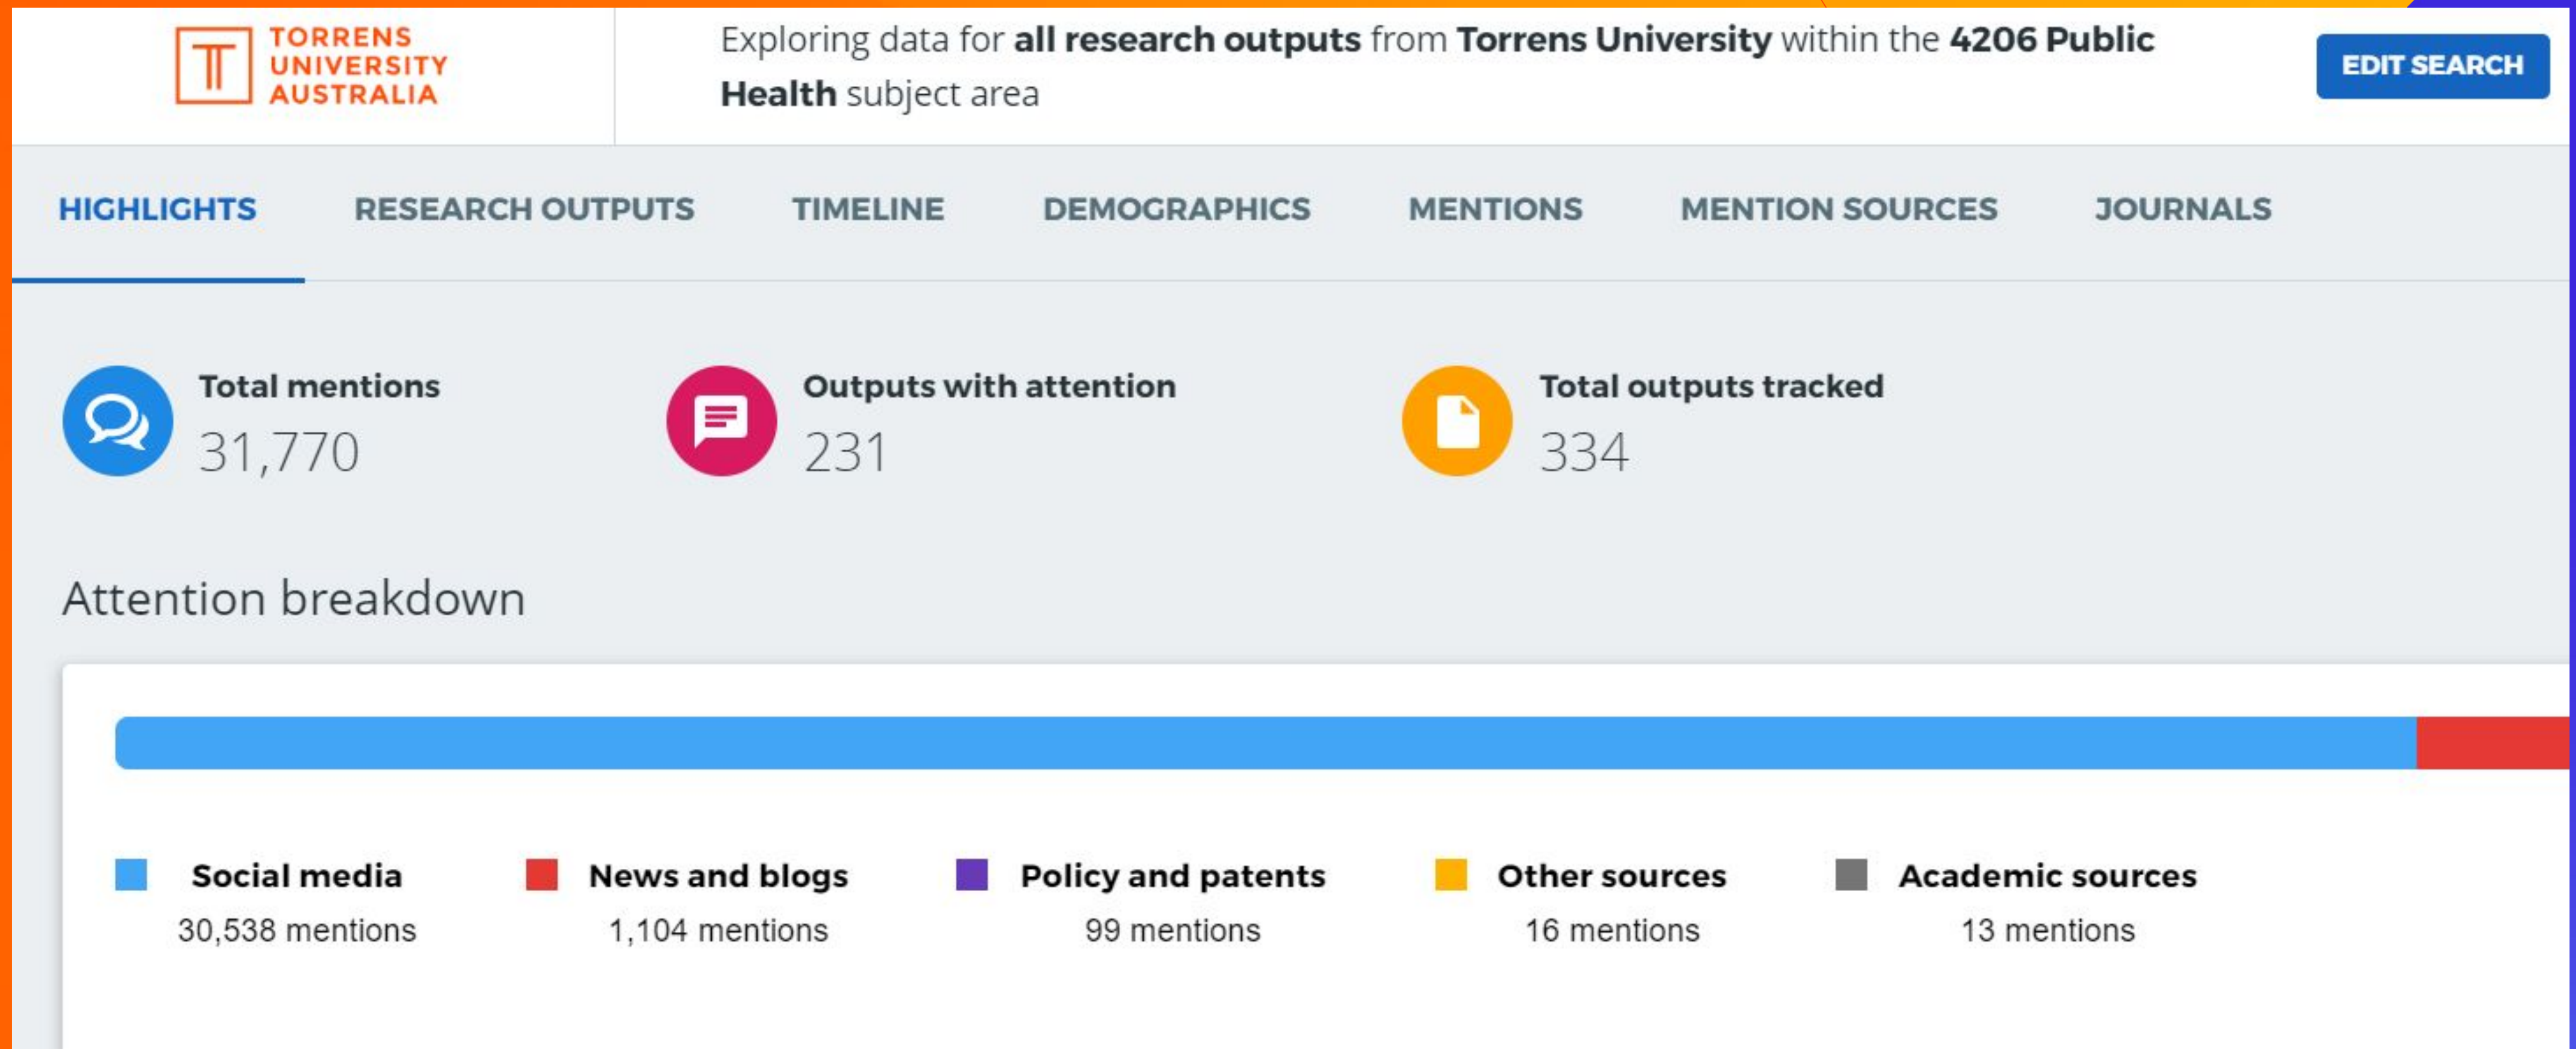 TORRENS
UNIVERSITY
AUSTRALIA
Exploring data for all research outputs from Torrens University within the 4206 Public
Health subject area
EDIT SEARCH
HIGHLIGHTS RESEARCH OUTPUTS TIMELINE DEMOGRAPHICS MENTIONS MENTION SOURCES JOURNALS
Total mentions
31,770
Outputs with attention
231
Total outputs tracked
334
Attention breakdown
Social media
30,538 mentions
News and blogs
1,104 mentions
Policy and patents
99 mentions
Other sources
16 mentions
Academic sources
13 mentions